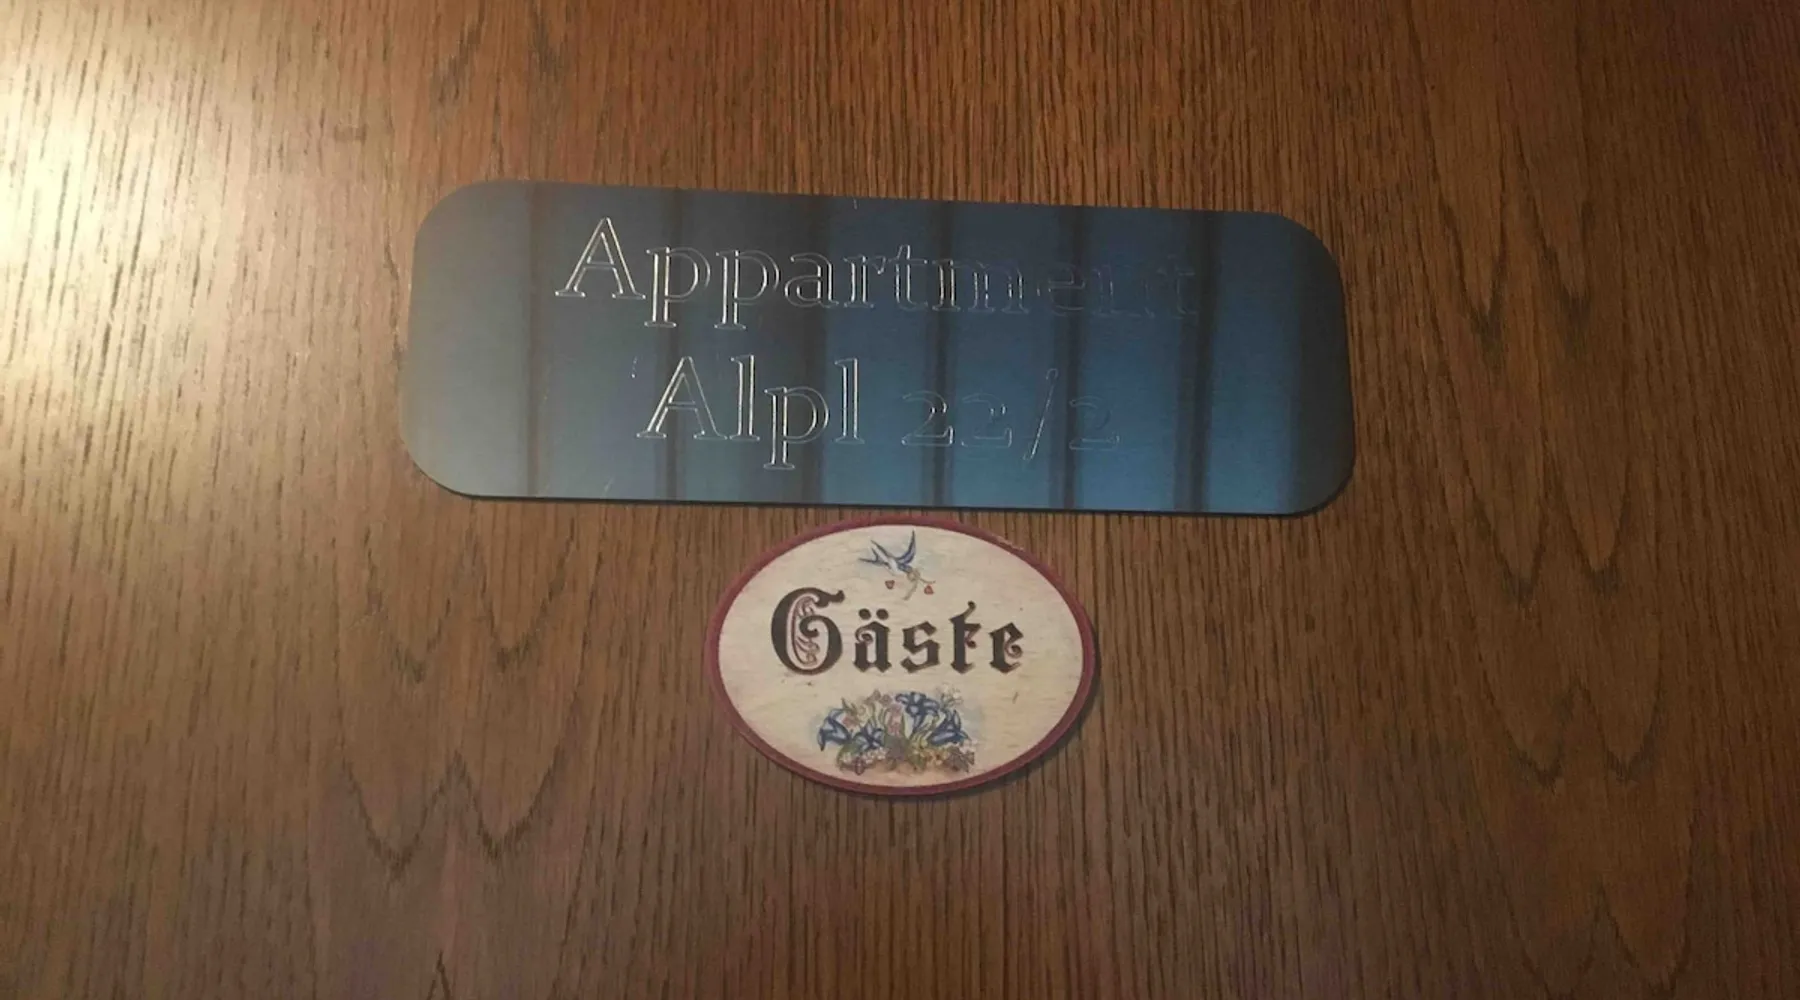 Appartment
Alpl 22/2
Gäste